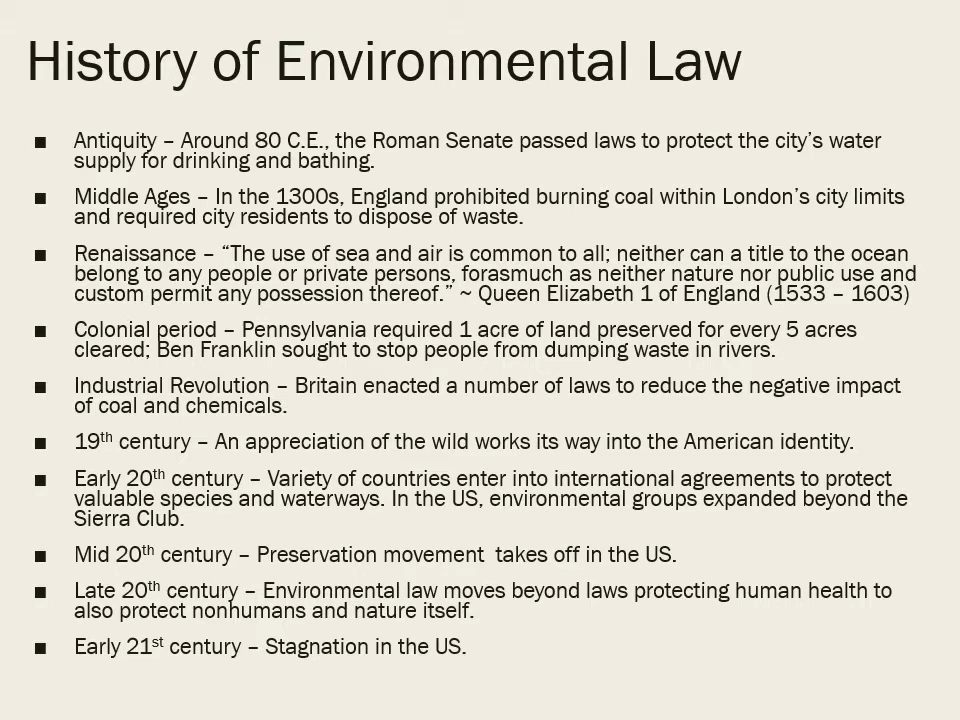 History of Environmental Law
■ Antiquity – Around 80 C.E., the Roman Senate passed laws to protect the city’s water
supply for drinking and bathing.
■ Middle Ages – In the 1300s, England prohibited burning coal within London’s city limits
and required city residents to dispose of waste.
■ Renaissance – “The use of sea and air is common to all; neither can a title to the ocean
belong to any people or private persons, forasmuch as neither nature nor public use and
custom permit any possession thereof.” ~ Queen Elizabeth 1 of England (1533 – 1603)
■ Colonial period – Pennsylvania required 1 acre of land preserved for every 5 acres
cleared; Ben Franklin sought to stop people from dumping waste in rivers.
■ Industrial Revolution – Britain enacted a number of laws to reduce the negative impact
of coal and chemicals.
■ 19th century – An appreciation of the wild works its way into the American identity.
■ Early 20th century – Variety of countries enter into international agreements to protect
valuable species and waterways. In the US, environmental groups expanded beyond the
Sierra Club.
■ Mid 20th century – Preservation movement  takes off in the US.
■ Late 20th century – Environmental law moves beyond laws protecting human health to
also protect nonhumans and nature itself.
■ Early 21st century – Stagnation in the US.